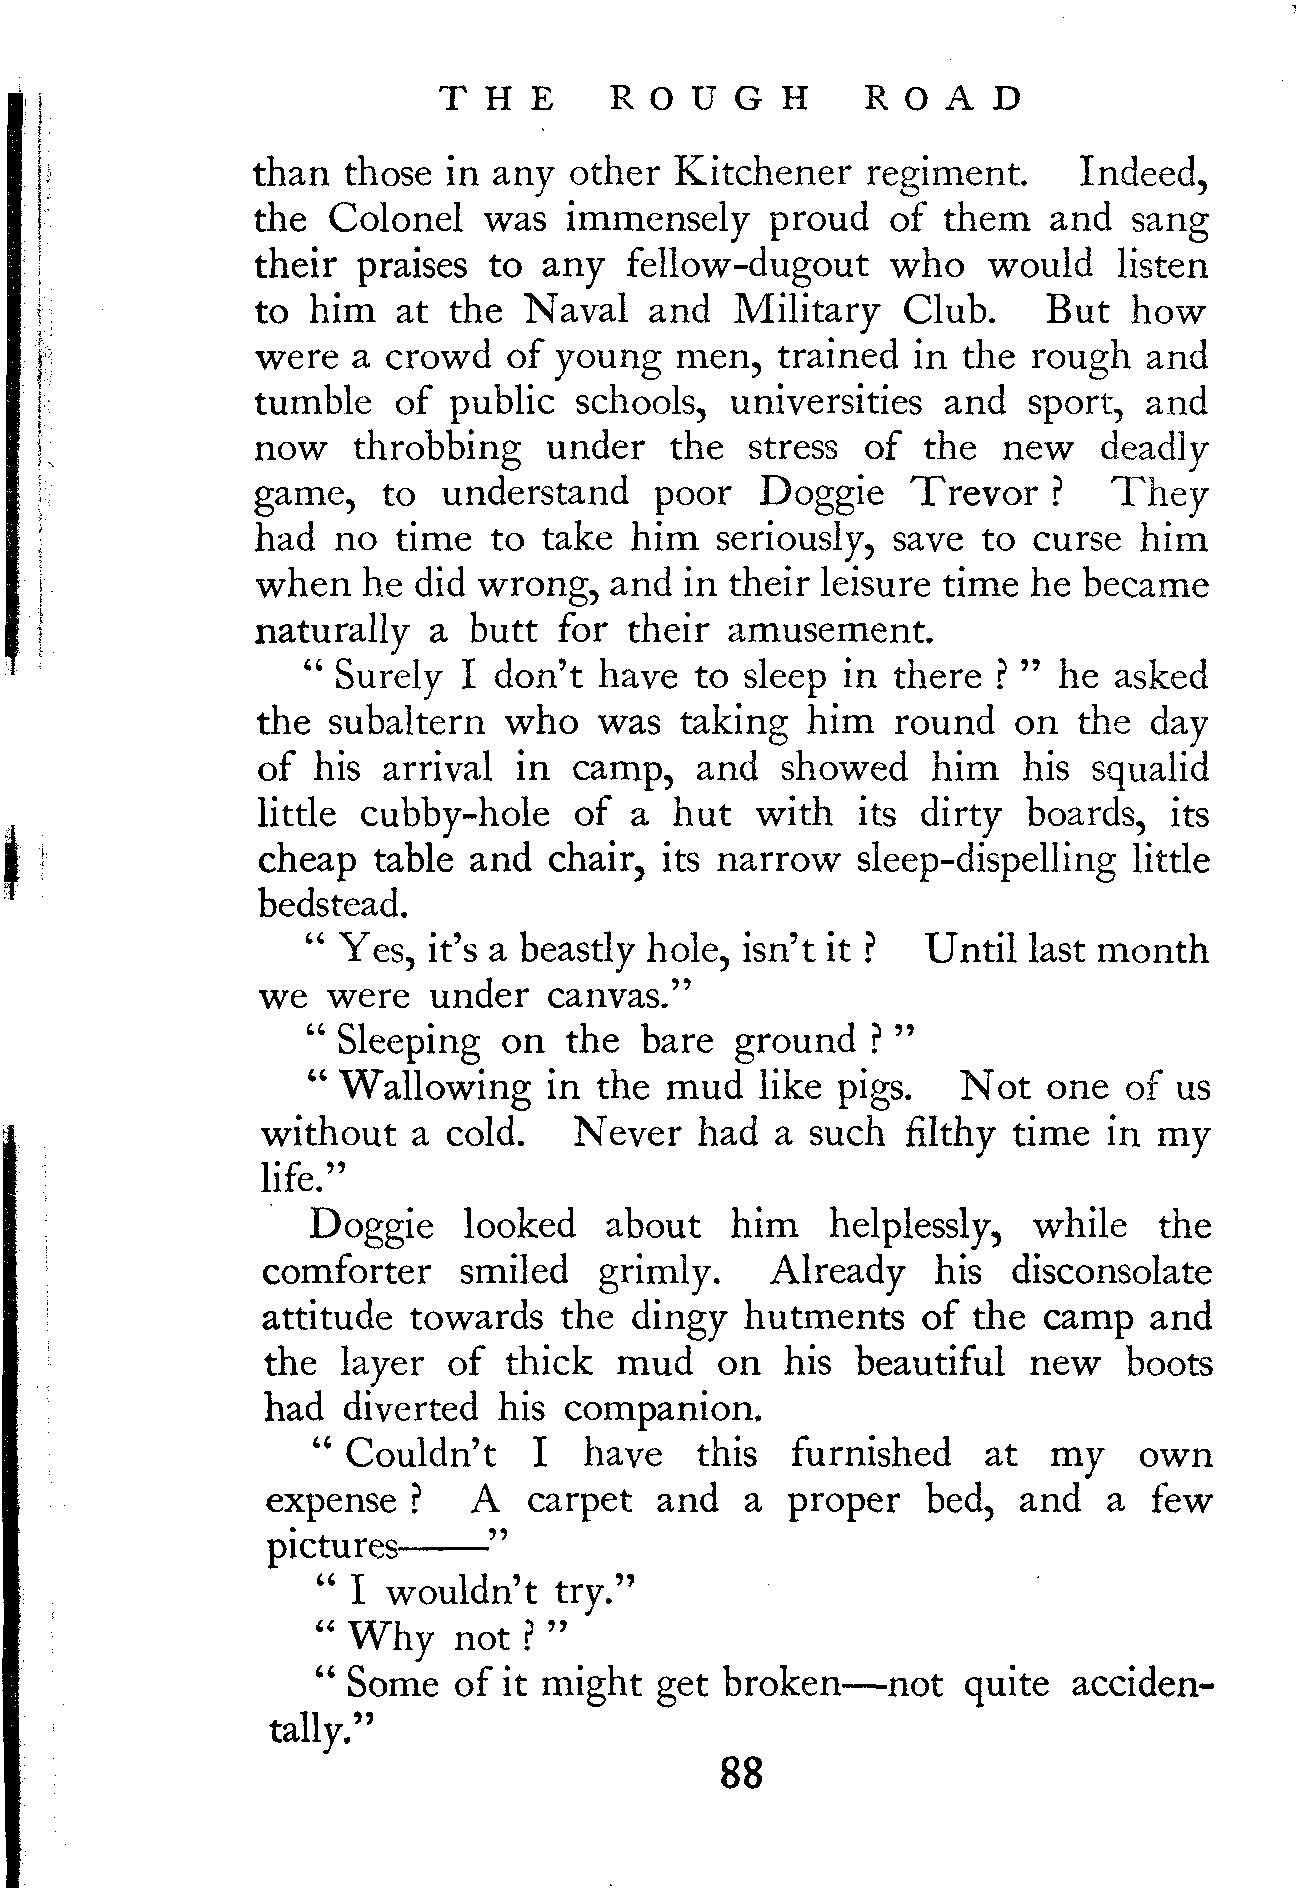 THE ROUGH ROAD
than those in any other Kitchener regiment. Indeed,
the Colonel was immensely proud of them and sang
their praises to any fellow-dugout who would listen
to him at the Naval and Military Club. But how
were a crowd of young men, trained in the rough and
tumble of public schools, universities and sport, and
now throbbing under the stress of the new deadly
game, to understand poor Doggie Trevor ? They
had no time to take him seriously, save to curse him
when he did wrong, and in their leisure time he became
naturally a butt for their amusement.
“ Surely I don’t have to sleep in there ? ” he asked
the subaltern who was taking him round on the day
of his arrival in camp, and showed him his squalid
little cubby-hole of a hut with its dirty boards, its
cheap table and chair, its narrow sleep-dispelling little
bedstead.
“ Yes, it’s a beastly hole, isn’t it ? Until last month
we were under canvas.”
“ Sleeping on the bare ground ? ”
“ Wallowing in the mud like pigs. Not one of us
without a cold. Never had a such filthy time in my
life.”
Doggie looked about him helplessly, while the
comforter smiled grimly. Already his disconsolate
attitude towards the dingy hutments of the camp and
the layer of thick mud on his beautiful new boots
had diverted his companion.
“ Couldn’t I have this furnished at my own
expense ? A carpet and a proper bed, and a few
pictures——”
“ I wouldn’t try.”
“ Why not ? ”
“ Some of it might get broken—not quite acciden-
tally.”
88